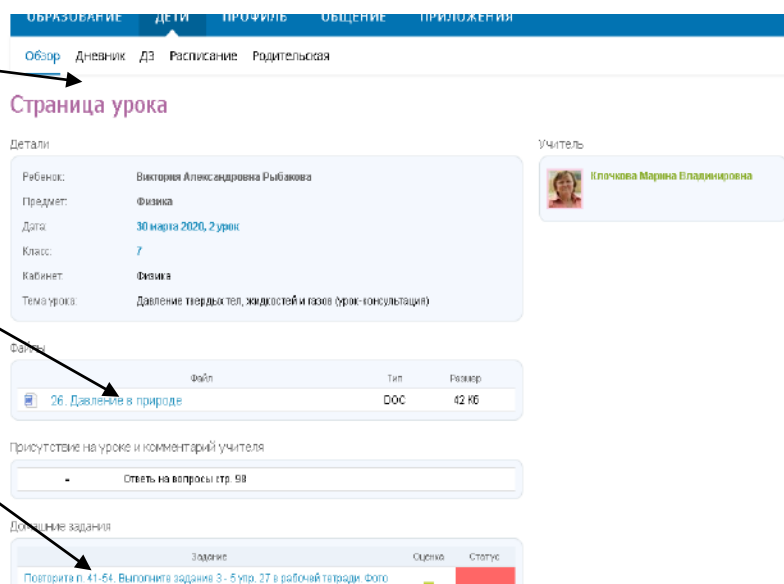 ОБРАЗОВАНИЕ ДЕТИ ПРОФИЛЬ ОБЩЕНИЕ ПРИЛОЖЕНИЯ
Обзор Дневник ДЗ Расписание Родительская
Страница урока
Детали
Ребенок: Виктория Александровна Рыбакова
Предмет: Физика
Дата: 30 марта 2020, 2 урок
Класс: 7
Кабинет: Физика
Тема урока: Давление твердых тел, жидкостей и газов (урок-консультация)
Учитель
Клочкова Марина Владимировна
Файлы
Файл Тип Размер
26. Давление в природе DOC 42 Кб
Присутствие на уроке и комментарий учителя
- Ответь на вопросы стр. 98
Домашние задания
Задание Оценка Статус
Повторите п. 41-54. Выполните задание 3 - 5 упр. 27 в рабочей тетради. Фото